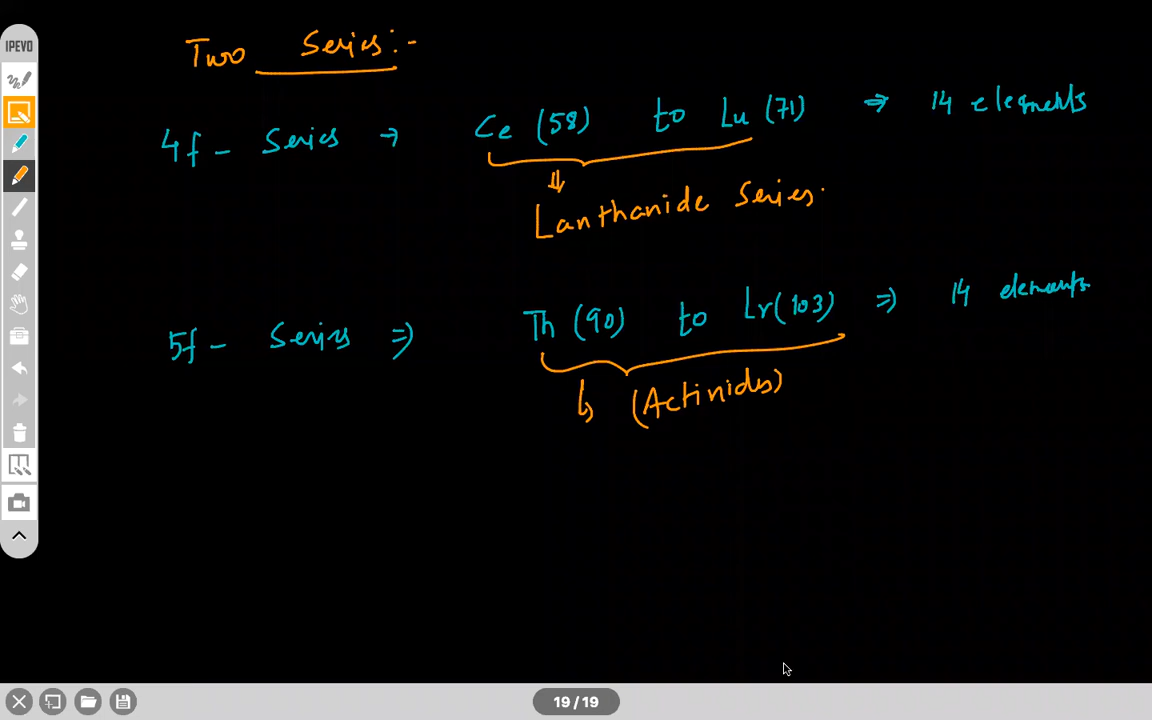 IPEVO
Two Series:-
4f - Series → Ce (58) to Lu (71) ⇒ 14 elements
⇓
Lanthanide Series.
5f - Series ⇒ Th (90) to Lr(103) ⇒ 14 elements
↳ (Actinides)
19 / 19